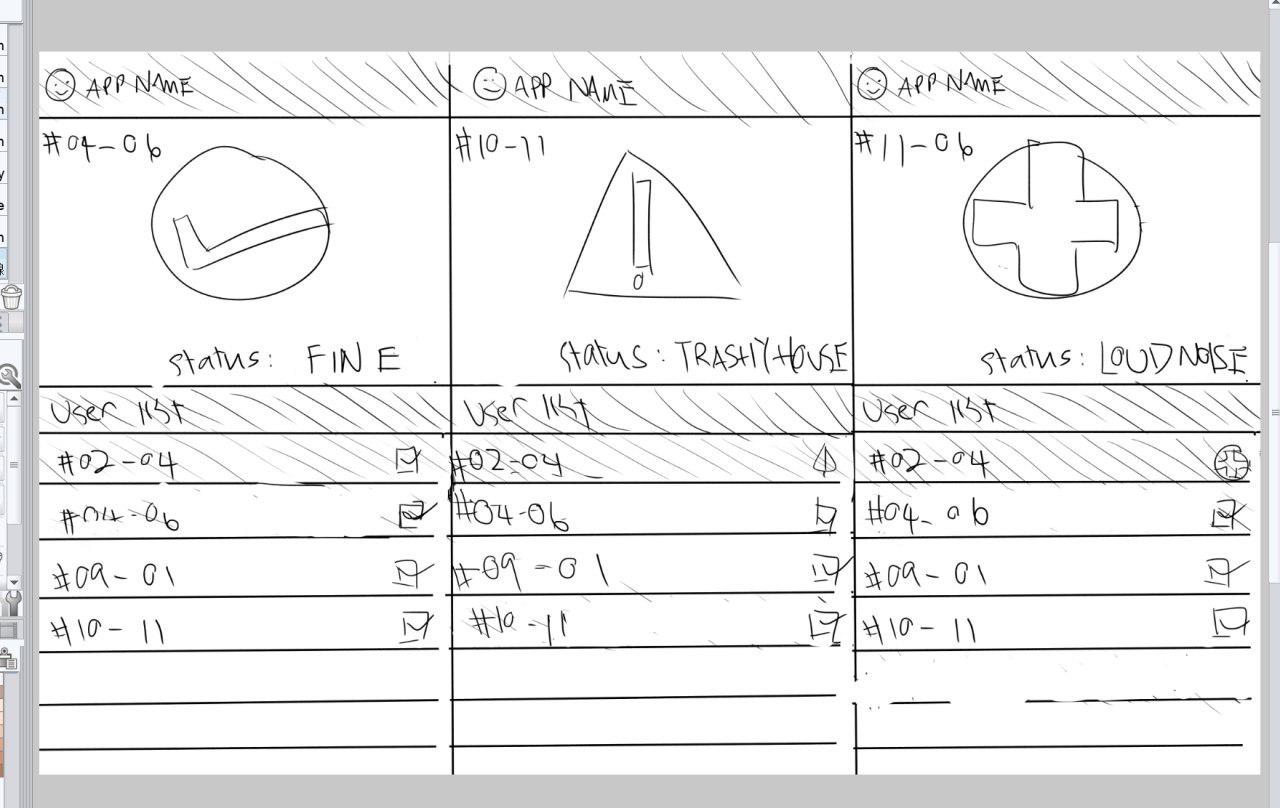 APP NAME
#04-06
status: FINE
User list
#02-04
#04-06
#09-01
#10-11
APP NAME
#10-11
status: TRASHYHOUSE
User list
#02-04
#04-06
#09-01
#10-11
APP NAME
#11-06
status: LOUD NOISE
User list
#02-04
#04-06
#09-01
#10-11